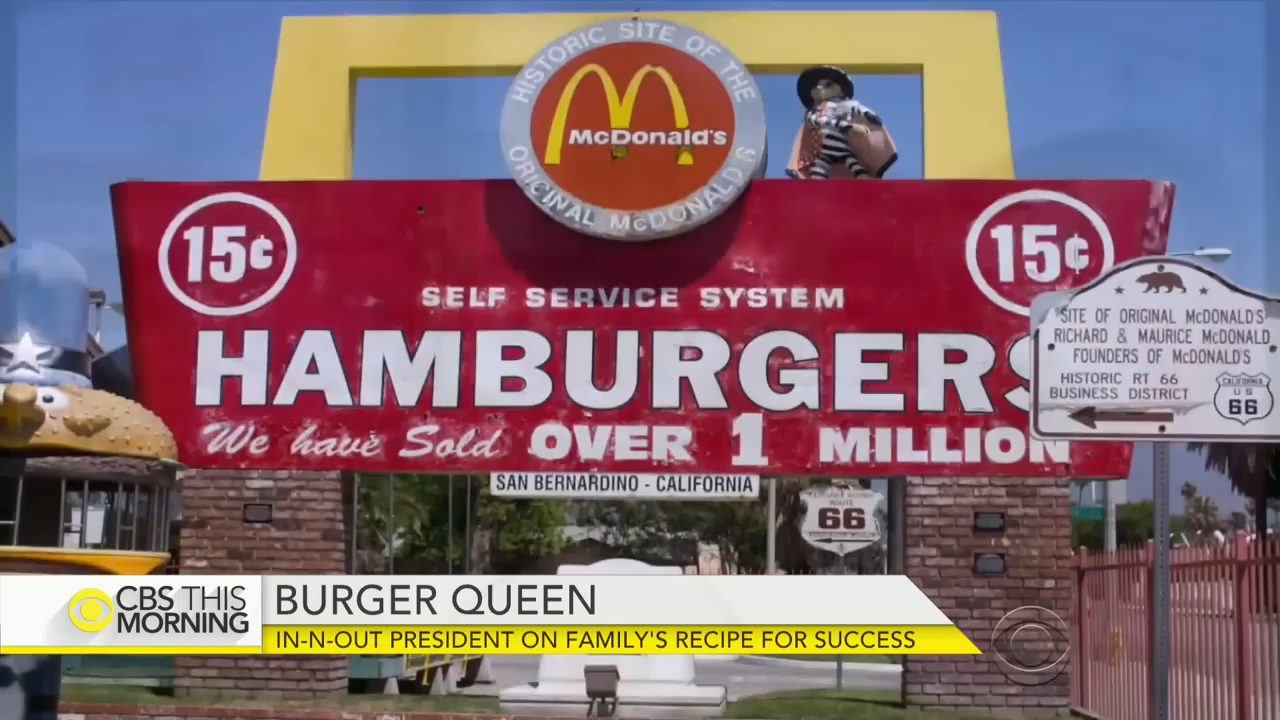 HISTORIC SITE OF THE
McDonald's
ORIGINAL McDONALD'S
15¢
15¢
SELF SERVICE SYSTEM
HAMBURGERS
We have Sold OVER 1 MILLION
SAN BERNARDINO - CALIFORNIA
SITE OF ORIGINAL McDONALD'S
RICHARD & MAURICE McDONALD
FOUNDERS OF McDONALD'S
HISTORIC RT 66
BUSINESS DISTRICT
CALIFORNIA
U S
66
ROUTE
66
CBS THIS
MORNING
BURGER QUEEN
IN-N-OUT PRESIDENT ON FAMILY'S RECIPE FOR SUCCESS